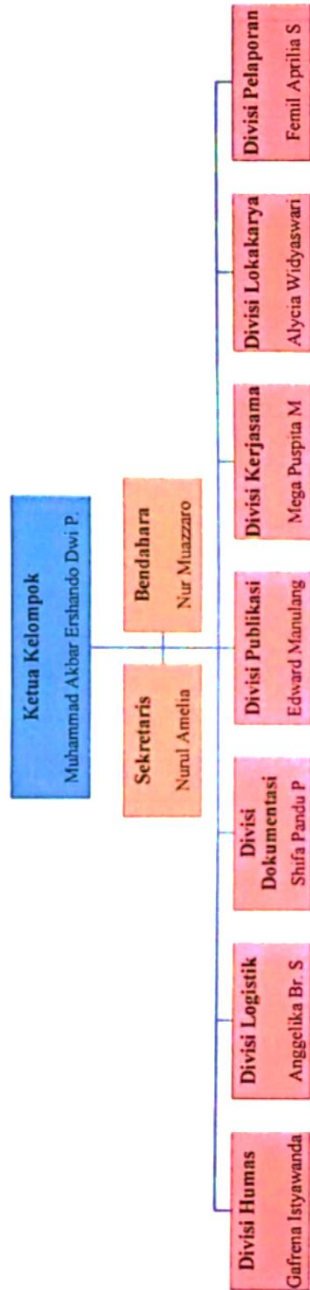 Ketua Kelompok
Muhammad Akbar Ershando Dwi P.
Sekretaris
Nurul Amelia
Bendahara
Nur Muazzaro
Divisi Humas
Gafrena Istyawanda
Divisi Logistik
Anggelika Br. S
Divisi
Dokumentasi
Shifa Pandu P
Divisi Publikasi
Edward Manulang
Divisi Kerjasama
Mega Puspita M
Divisi Lokakarya
Alycia Widyaswari
Divisi Pelaporan
Femil Aprilia S